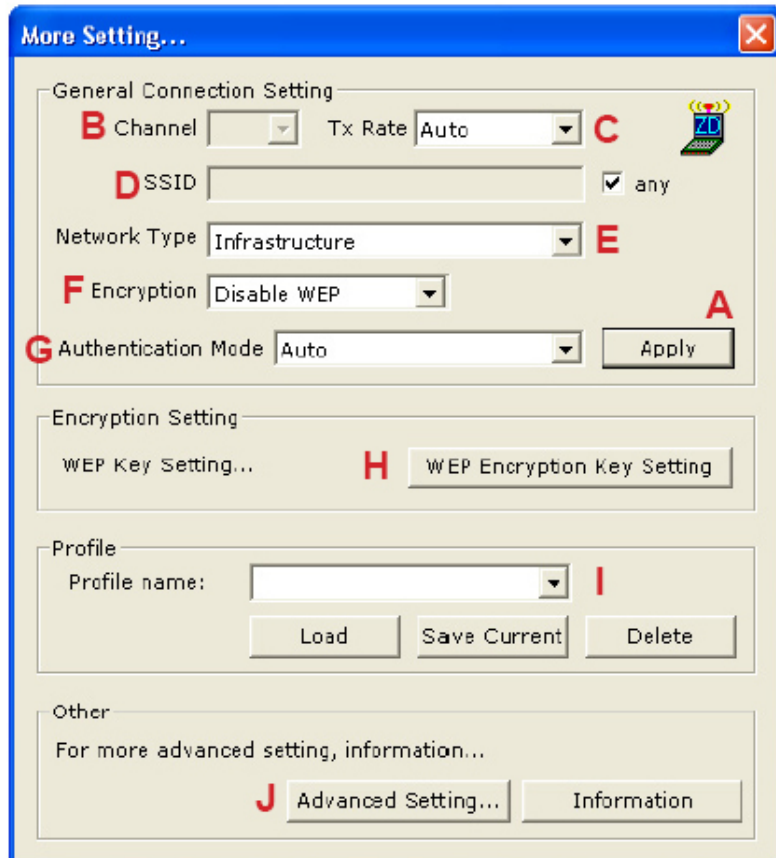 More Setting...
General Connection Setting
B Channel Tx Rate Auto C
ZD
D SSID any
Network Type Infrastructure E
F Encryption Disable WEP
A
G Authentication Mode Auto Apply
Encryption Setting
WEP Key Setting... H WEP Encryption Key Setting
Profile
Profile name: I
Load Save Current Delete
Other
For more advanced setting, information...
J Advanced Setting... Information